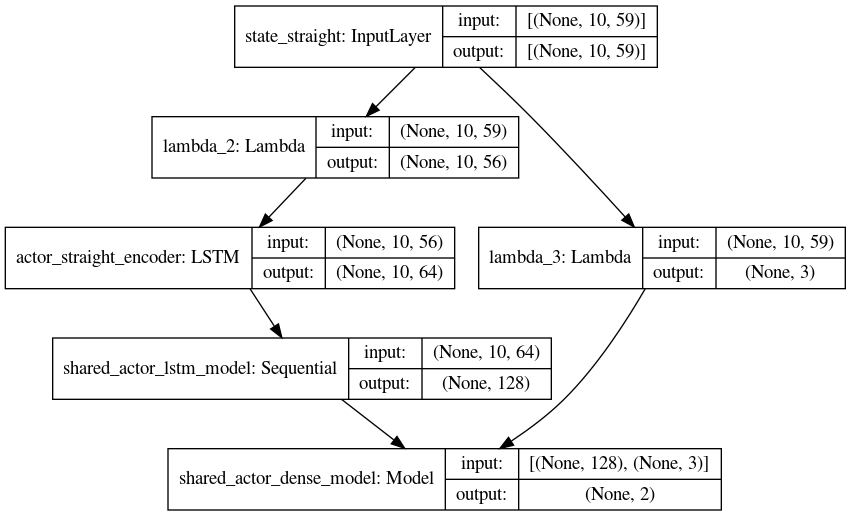 state_straight: InputLayer
input:
[(None, 10, 59)]
output:
[(None, 10, 59)]
lambda_2: Lambda
input:
(None, 10, 59)
output:
(None, 10, 56)
actor_straight_encoder: LSTM
input:
(None, 10, 56)
output:
(None, 10, 64)
lambda_3: Lambda
input:
(None, 10, 59)
output:
(None, 3)
shared_actor_lstm_model: Sequential
input:
(None, 10, 64)
output:
(None, 128)
shared_actor_dense_model: Model
input:
[(None, 128), (None, 3)]
output:
(None, 2)